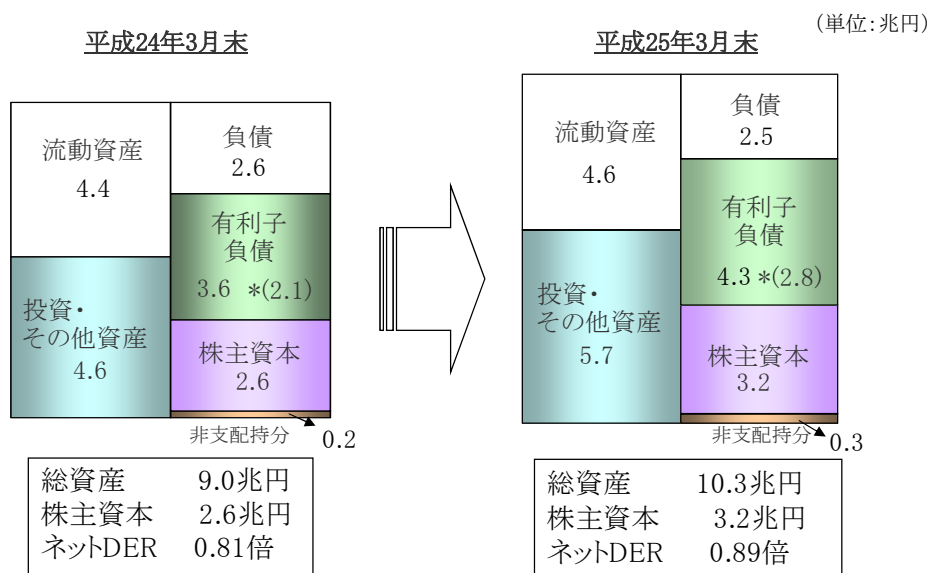 (単位:兆円)
平成24年3月末
流動資産
4.4
負債
2.6
有利子
負債
3.6 *(2.1)
投資・
その他資産
4.6
株主資本
2.6
非支配持分
0.2
総資産 9.0兆円
株主資本 2.6兆円
ネットDER 0.81倍
平成25年3月末
流動資産
4.6
負債
2.5
有利子
負債
4.3 *(2.8)
投資・
その他資産
5.7
株主資本
3.2
非支配持分
0.3
総資産 10.3兆円
株主資本 3.2兆円
ネットDER 0.89倍